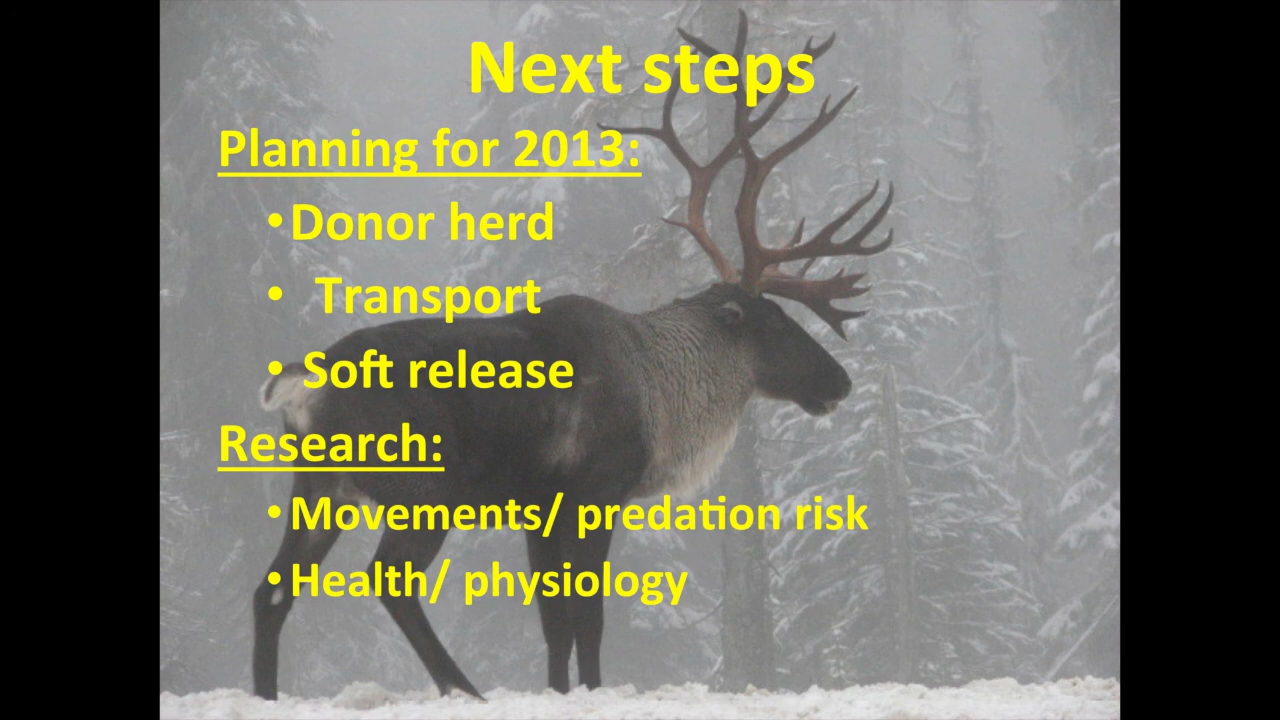 Next steps
Planning for 2013:
•Donor herd
• Transport
• Soft release
Research:
•Movements/ predation risk
•Health/ physiology